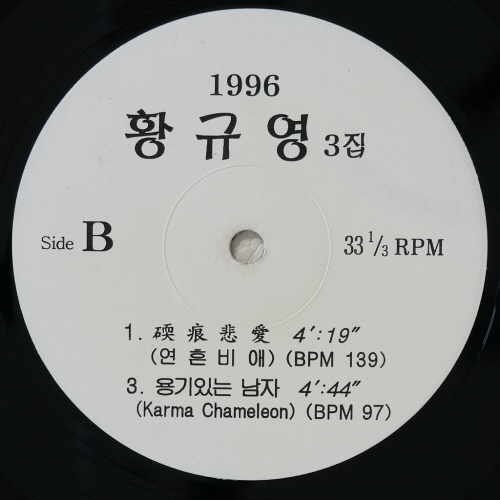 1996
황규영 3집
Side B
33 1/3 RPM
1. 碝痕悲愛 4':19"
(연흔비애) (BPM 139)
3. 용기있는 남자 4':44"
(Karma Chameleon) (BPM 97)